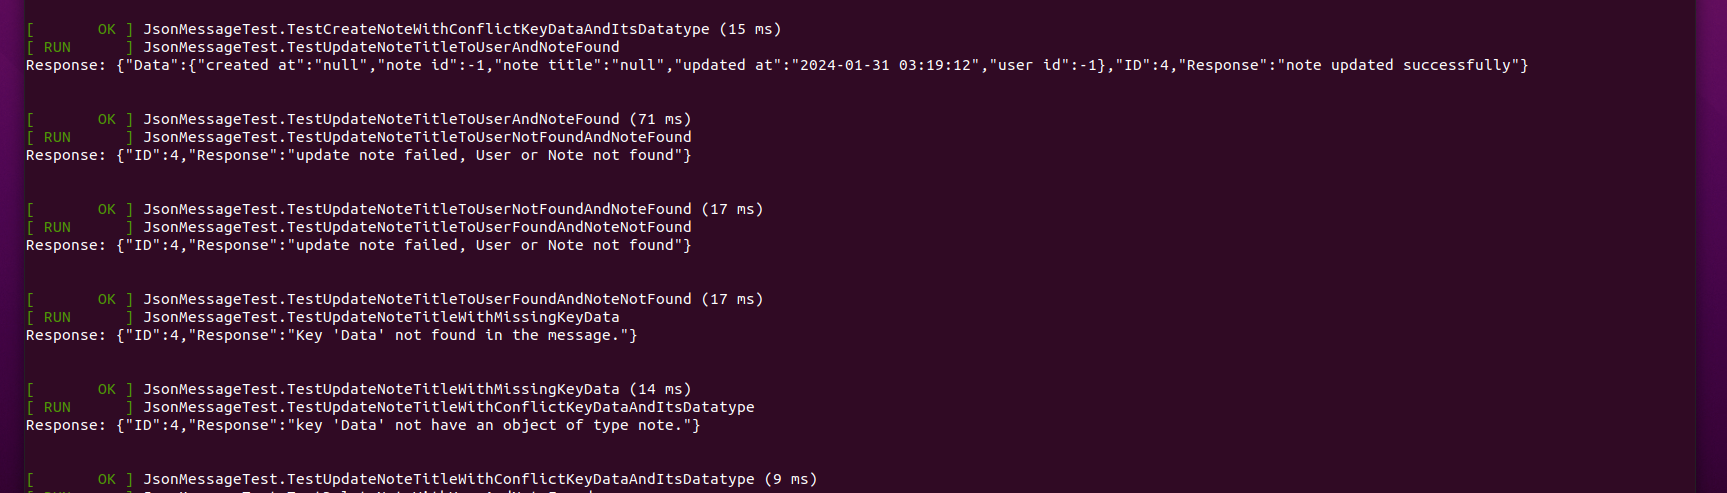 [       OK ] JsonMessageTest.TestCreateNoteWithConflictKeyDataAndItsDatatype (15 ms)
[ RUN      ] JsonMessageTest.TestUpdateNoteTitleToUserAndNoteFound
Response: {"Data":{"created at":"null","note id":-1,"note title":"null","updated at":"2024-01-31 03:19:12","user id":-1},"ID":4,"Response":"note updated successfully"}
[       OK ] JsonMessageTest.TestUpdateNoteTitleToUserAndNoteFound (71 ms)
[ RUN      ] JsonMessageTest.TestUpdateNoteTitleToUserNotFoundAndNoteFound
Response: {"ID":4,"Response":"update note failed, User or Note not found"}
[       OK ] JsonMessageTest.TestUpdateNoteTitleToUserNotFoundAndNoteFound (17 ms)
[ RUN      ] JsonMessageTest.TestUpdateNoteTitleToUserFoundAndNoteNotFound
Response: {"ID":4,"Response":"update note failed, User or Note not found"}
[       OK ] JsonMessageTest.TestUpdateNoteTitleToUserFoundAndNoteNotFound (17 ms)
[ RUN      ] JsonMessageTest.TestUpdateNoteTitleWithMissingKeyData
Response: {"ID":4,"Response":"Key 'Data' not found in the message."}
[       OK ] JsonMessageTest.TestUpdateNoteTitleWithMissingKeyData (14 ms)
[ RUN      ] JsonMessageTest.TestUpdateNoteTitleWithConflictKeyDataAndItsDatatype
Response: {"ID":4,"Response":"key 'Data' not have an object of type note."}
[       OK ] JsonMessageTest.TestUpdateNoteTitleWithConflictKeyDataAndItsDatatype (9 ms)